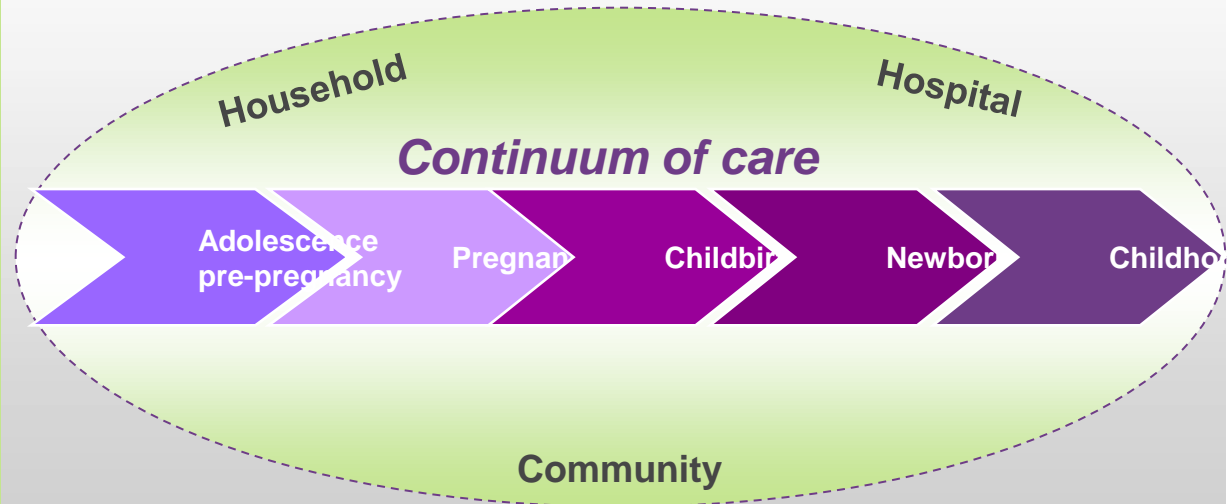 Household
Hospital
Continuum of care
Adolescence
pre-pregnancy
Pregnan
Childbir
Newbor
Childho
Community